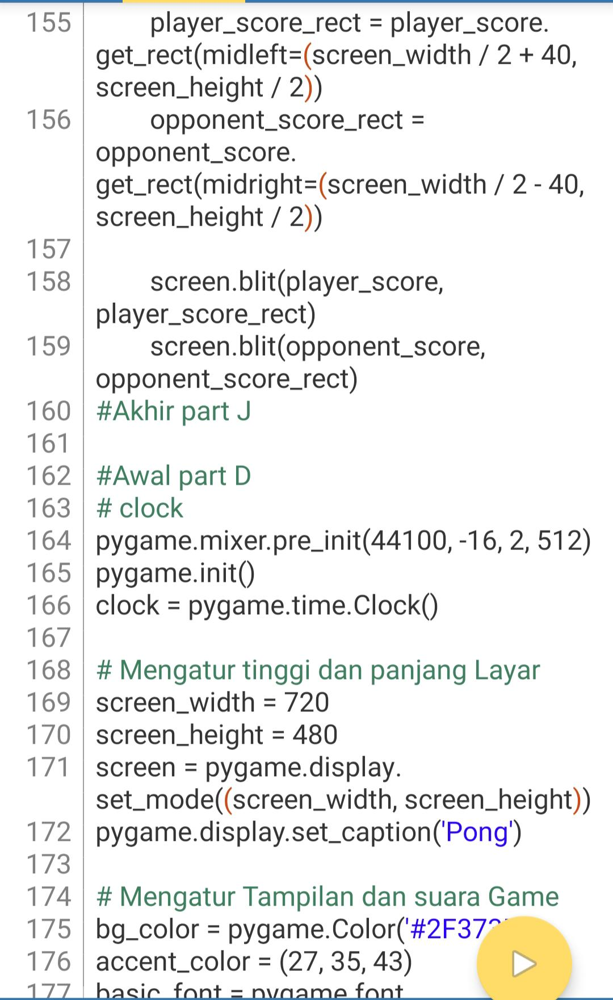 155 player_score_rect = player_score.
get_rect(midleft=(screen_width / 2 + 40,
screen_height / 2))
156 opponent_score_rect =
opponent_score.
get_rect(midright=(screen_width / 2 - 40,
screen_height / 2))
157
158 screen.blit(player_score,
player_score_rect)
159 screen.blit(opponent_score,
opponent_score_rect)
160 #Akhir part J
161
162 #Awal part D
163 # clock
164 pygame.mixer.pre_init(44100, -16, 2, 512)
165 pygame.init()
166 clock = pygame.time.Clock()
167
168 # Mengatur tinggi dan panjang Layar
169 screen_width = 720
170 screen_height = 480
171 screen = pygame.display.
set_mode((screen_width, screen_height))
172 pygame.display.set_caption('Pong')
173
174 # Mengatur Tampilan dan suara Game
175 bg_color = pygame.Color('#2F373
176 accent_color = (27, 35, 43)
177 basic_font = pygame.font